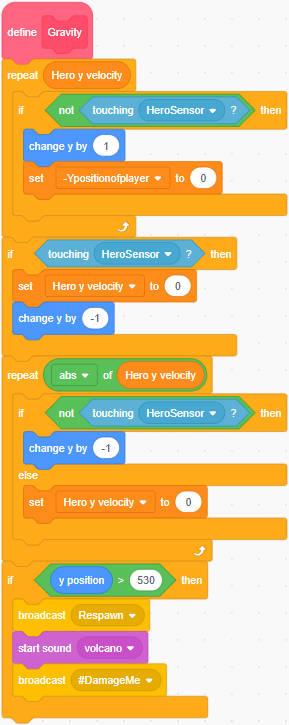 define Gravity
repeat Hero y velocity
if not touching HeroSensor ? then
change y by 1
set -Ypositionofplayer to 0
if touching HeroSensor ? then
set Hero y velocity to 0
change y by -1
repeat abs of Hero y velocity
if not touching HeroSensor ? then
change y by -1
else
set Hero y velocity to 0
if y position > 530 then
broadcast Respawn
start sound volcano
broadcast #DamageMe